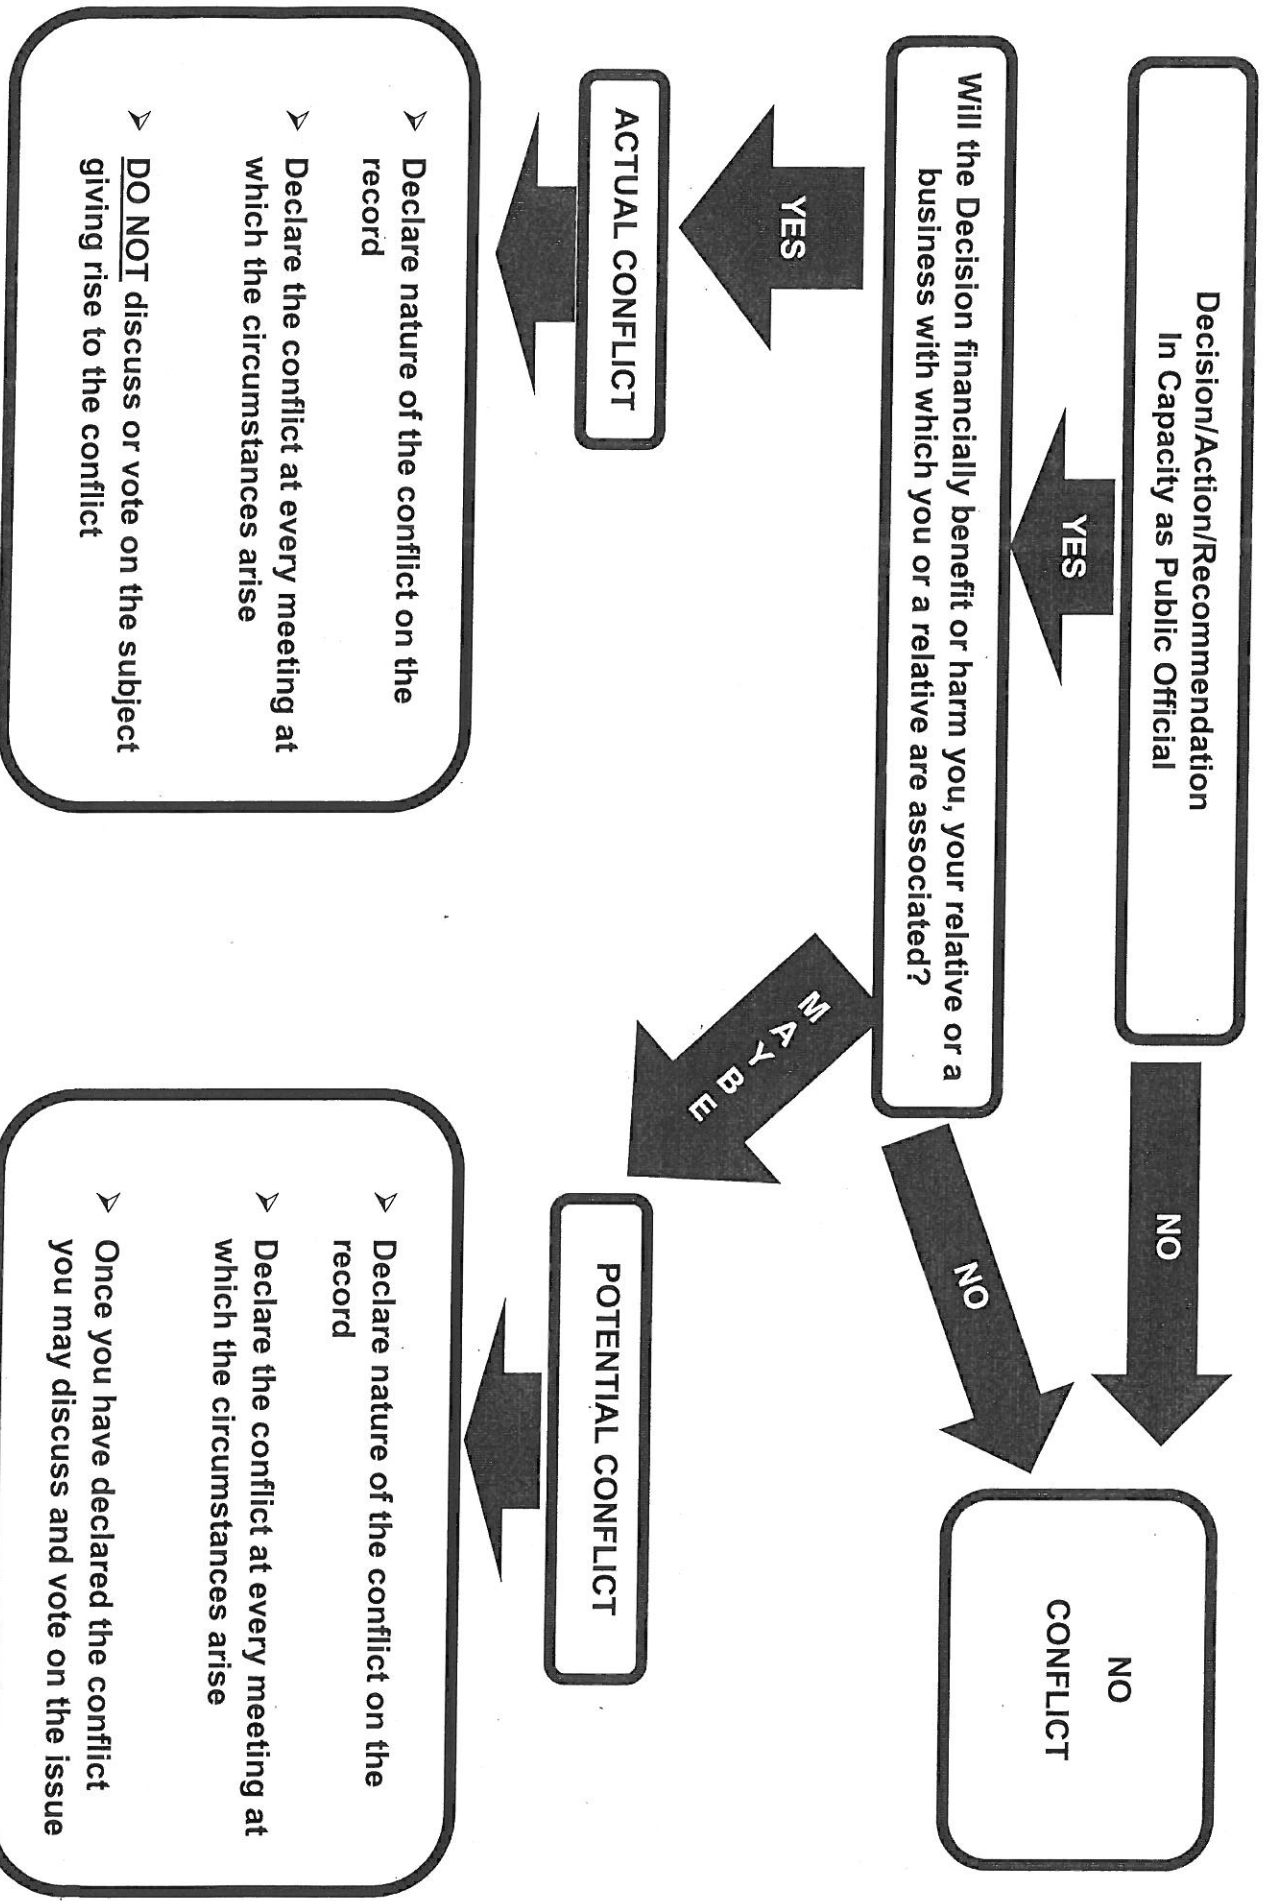 Decision/Action/Recommendation
In Capacity as Public Official
NO
YES
NO
CONFLICT
Will the Decision financially benefit or harm you, your relative or a
business with which you or a relative are associated?
NO
YES
MAYBE
ACTUAL CONFLICT
POTENTIAL CONFLICT
➢ Declare nature of the conflict on the
record
➢ Declare the conflict at every meeting at
which the circumstances arise
➢ DO NOT discuss or vote on the subject
giving rise to the conflict
➢ Declare nature of the conflict on the
record
➢ Declare the conflict at every meeting at
which the circumstances arise
➢ Once you have declared the conflict
you may discuss and vote on the issue